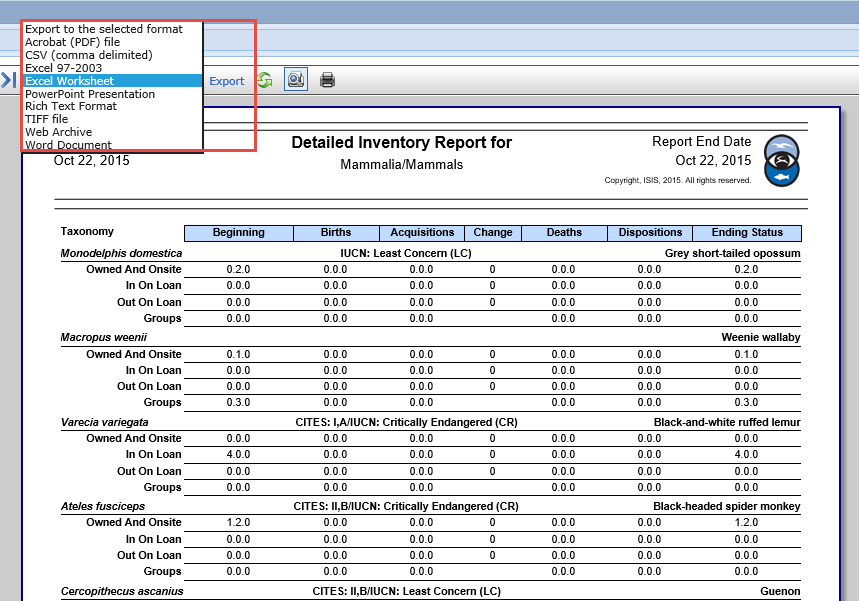 Export to the selected format
Acrobat (PDF) file
CSV (comma delimited)
Excel 97-2003
Excel Worksheet
PowerPoint Presentation
Rich Text Format
TIFF file
Web Archive
Word Document
Export
Oct 22, 2015
Detailed Inventory Report for
Mammalia/Mammals
Report End Date
Oct 22, 2015
Copyright, ISIS, 2015. All rights reserved.
Taxonomy Beginning Births Acquisitions Change Deaths Dispositions Ending Status
Monodelphis domestica IUCN: Least Concern (LC) Grey short-tailed opossum
Owned And Onsite 0.2.0 0.0.0 0.0.0 0 0.0.0 0.0.0 0.2.0
In On Loan 0.0.0 0.0.0 0.0.0 0 0.0.0 0.0.0 0.0.0
Out On Loan 0.0.0 0.0.0 0.0.0 0 0.0.0 0.0.0 0.0.0
Groups 0.0.0 0.0.0 0.0.0 0.0.0 0.0.0 0.0.0
Macropus weenii Weenie wallaby
Owned And Onsite 0.1.0 0.0.0 0.0.0 0 0.0.0 0.0.0 0.1.0
In On Loan 0.0.0 0.0.0 0.0.0 0 0.0.0 0.0.0 0.0.0
Out On Loan 0.0.0 0.0.0 0.0.0 0 0.0.0 0.0.0 0.0.0
Groups 0.3.0 0.0.0 0.0.0 0.0.0 0.0.0 0.3.0
Varecia variegata CITES: I,A/IUCN: Critically Endangered (CR) Black-and-white ruffed lemur
Owned And Onsite 0.0.0 0.0.0 0.0.0 0 0.0.0 0.0.0 0.0.0
In On Loan 4.0.0 0.0.0 0.0.0 0 0.0.0 0.0.0 4.0.0
Out On Loan 0.0.0 0.0.0 0.0.0 0 0.0.0 0.0.0 0.0.0
Groups 0.0.0 0.0.0 0.0.0 0.0.0 0.0.0 0.0.0
Ateles fusciceps CITES: II,B/IUCN: Critically Endangered (CR) Black-headed spider monkey
Owned And Onsite 1.2.0 0.0.0 0.0.0 0 0.0.0 0.0.0 1.2.0
In On Loan 0.0.0 0.0.0 0.0.0 0 0.0.0 0.0.0 0.0.0
Out On Loan 0.0.0 0.0.0 0.0.0 0 0.0.0 0.0.0 0.0.0
Groups 0.0.0 0.0.0 0.0.0 0.0.0 0.0.0 0.0.0
Cercopithecus ascanius CITES: II,B/IUCN: Least Concern (LC) Guenon